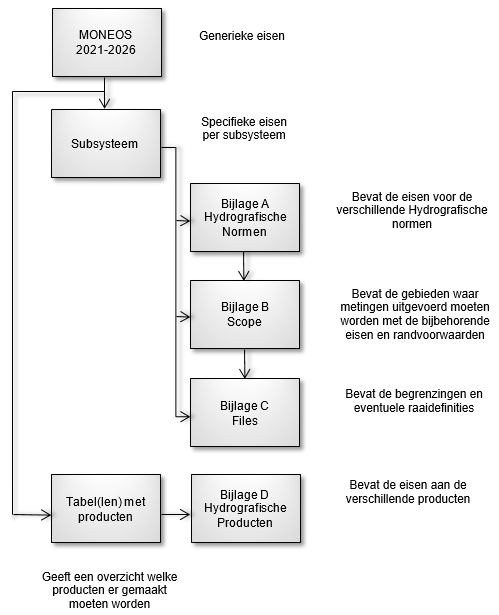 MONEOS
2021-2026
Generieke eisen
Subsysteem
Specifieke eisen
per subsysteem
Bijlage A
Hydrografische
Normen
Bevat de eisen voor de
verschillende Hydrografische
normen
Bijlage B
Scope
Bevat de gebieden waar
metingen uitgevoerd moeten
worden met de bijbehorende
eisen en randvoorwaarden
Bijlage C
Files
Bevat de begrenzingen en
eventuele raaidefinities
Tabel(len) met
producten
Bijlage D
Hydrografische
Producten
Bevat de eisen aan de
verschillende producten
Geeft een overzicht welke
producten er gemaakt
moeten worden